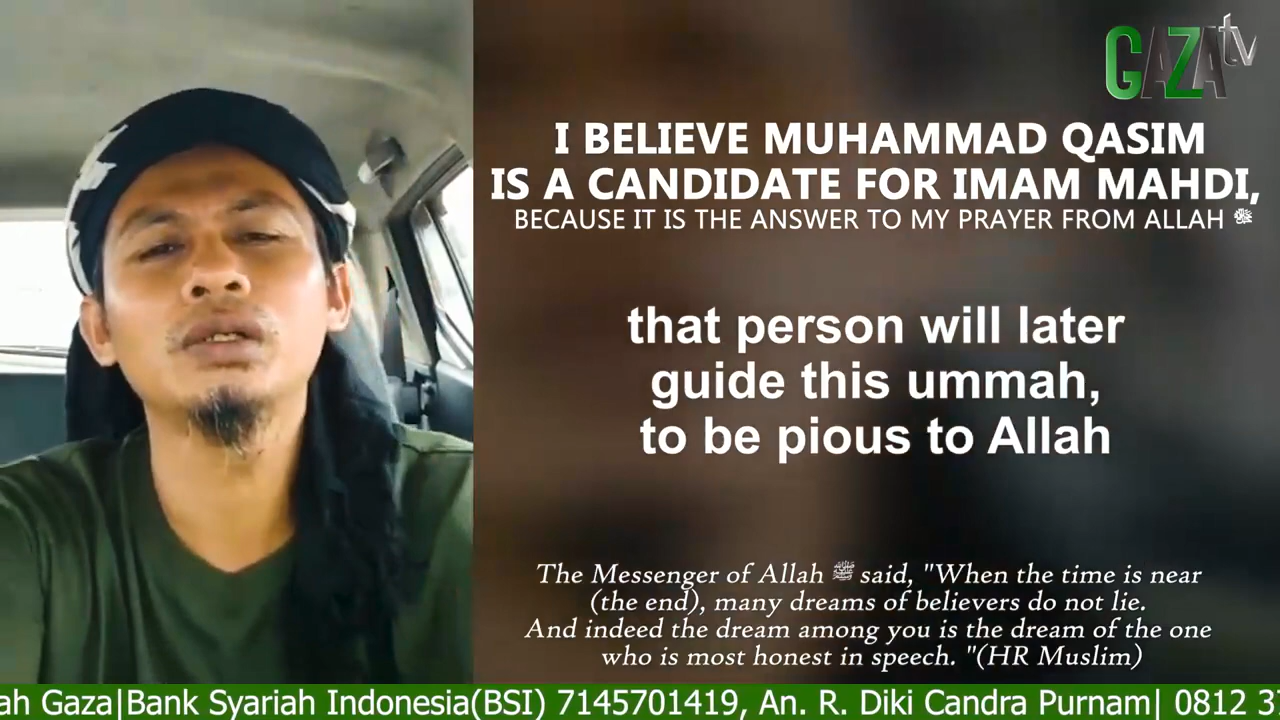 GAZA tv
I BELIEVE MUHAMMAD QASIM
IS A CANDIDATE FOR IMAM MAHDI,
BECAUSE IT IS THE ANSWER TO MY PRAYER FROM ALLAH ﷻ
that person will later
guide this ummah,
to be pious to Allah
The Messenger of Allah ﷺ said, "When the time is near
(the end), many dreams of believers do not lie.
And indeed the dream among you is the dream of the one
who is most honest in speech. "(HR Muslim)
ah Gaza|Bank Syariah Indonesia(BSI) 7145701419, An. R. Diki Candra Purnam| 0812 3